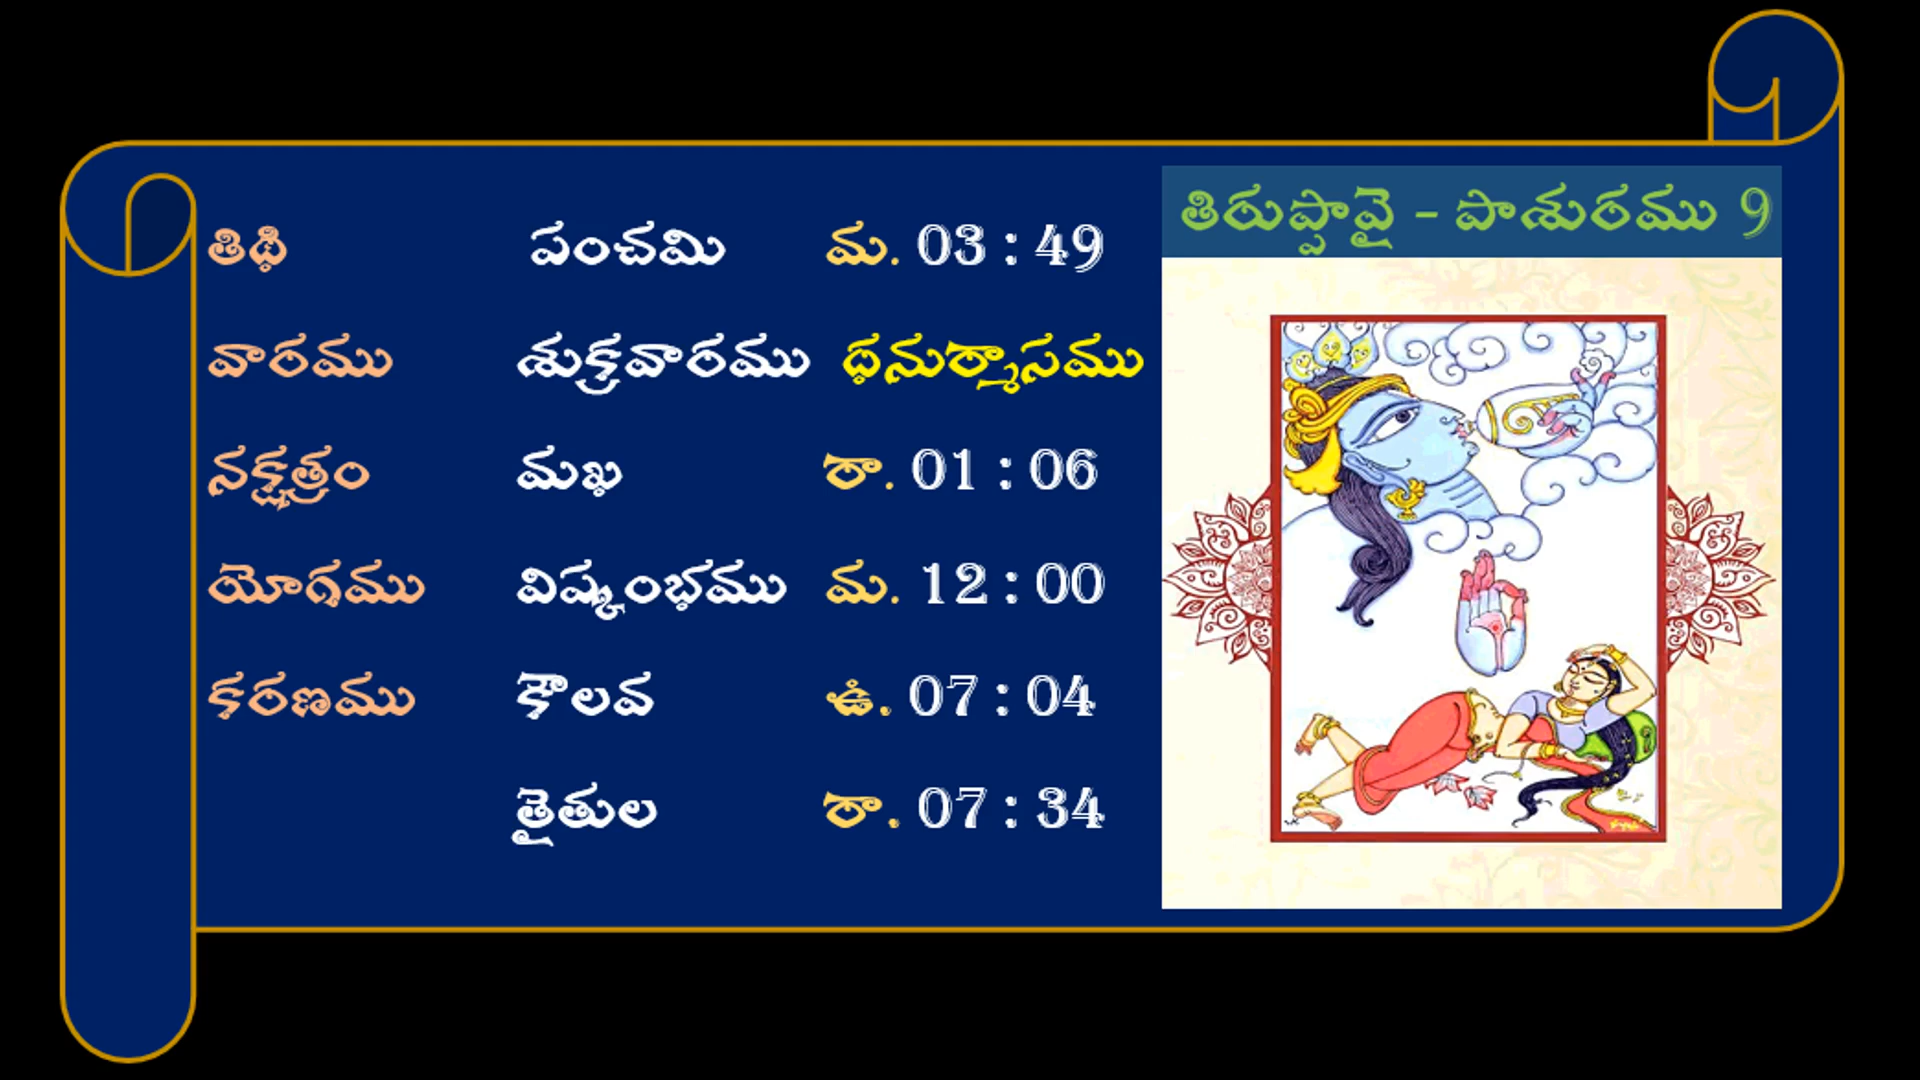 తిరుప్పావై - పాశురము 9
తిథి పంచమి మ. 03 : 49
వారము శుక్రవారము ధనుర్మాసము
నక్షత్రం మఖ రా. 01 : 06
యోగము విష్కంభము మ. 12 : 00
కరణము కౌలవ ఉ. 07 : 04
తైతుల రా. 07 : 34